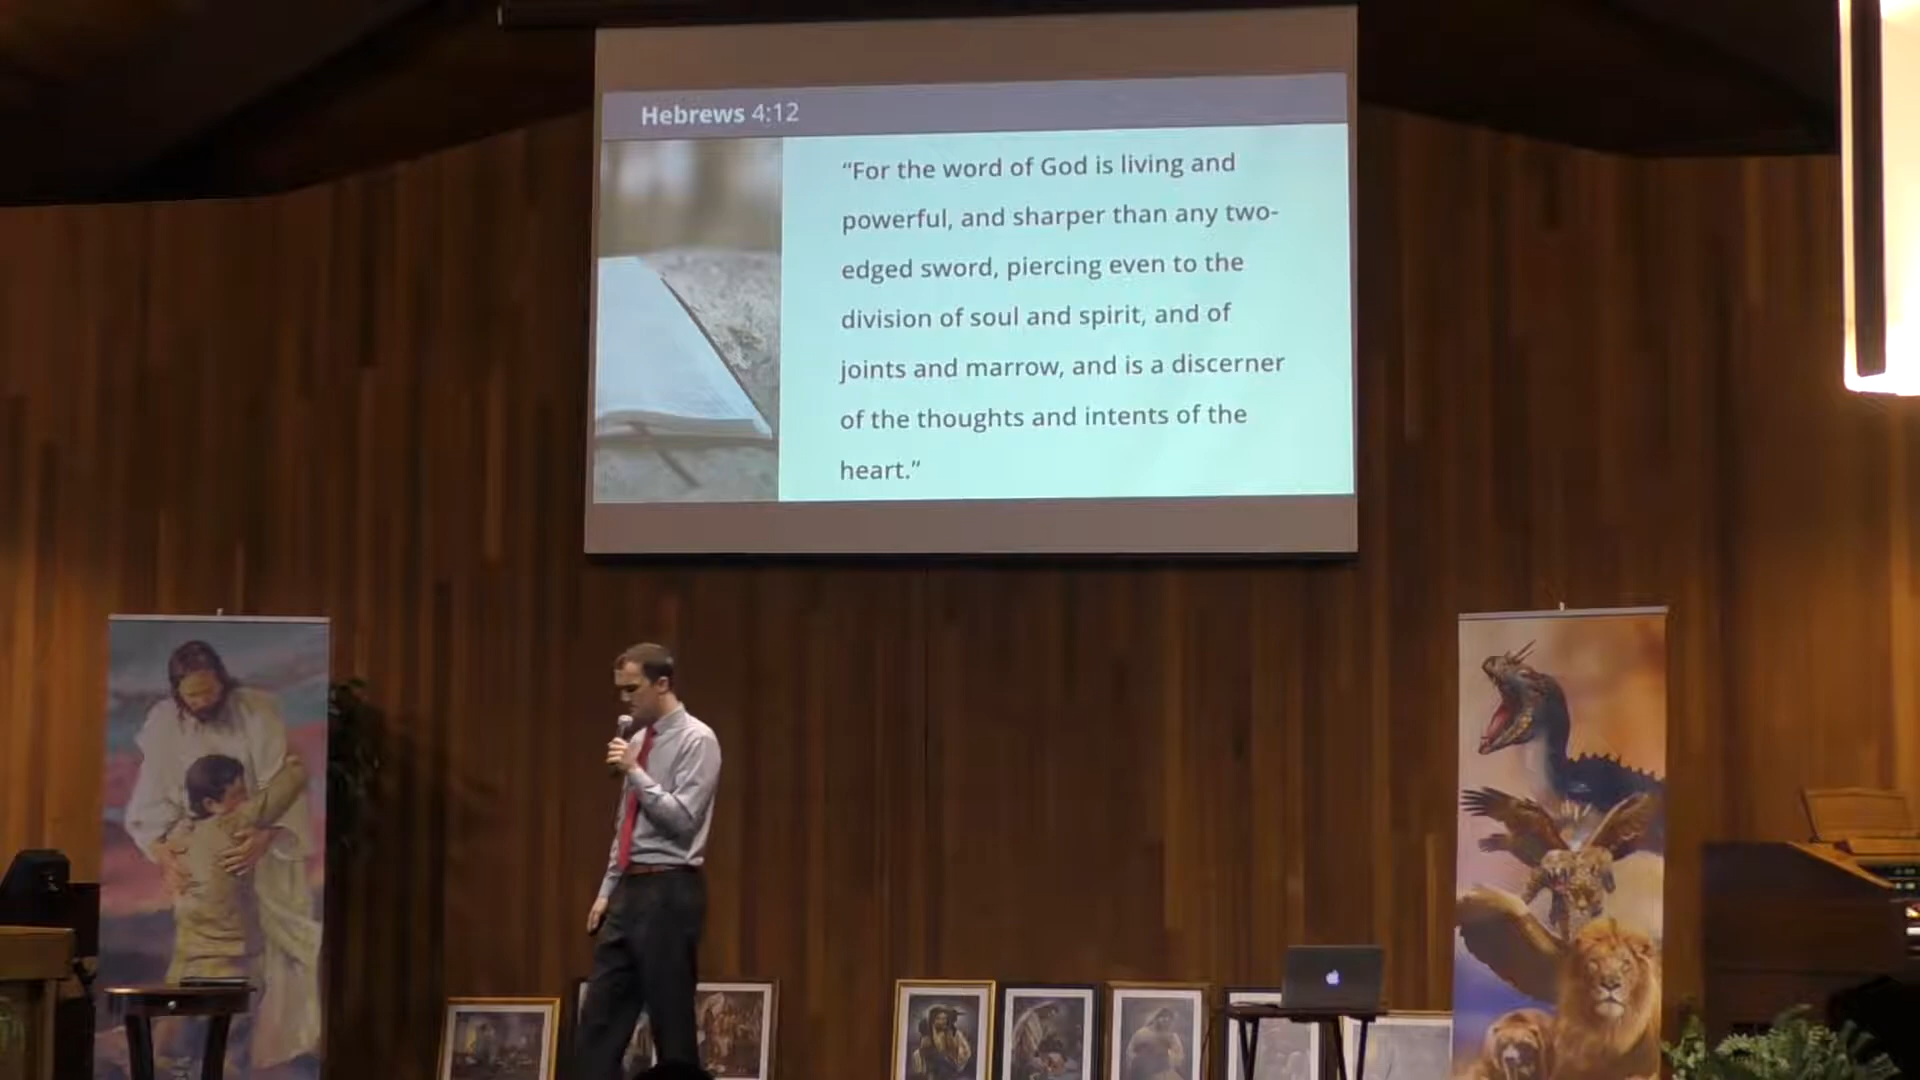 Hebrews 4:12
“For the word of God is living and
powerful, and sharper than any two-
edged sword, piercing even to the
division of soul and spirit, and of
joints and marrow, and is a discerner
of the thoughts and intents of the
heart.”